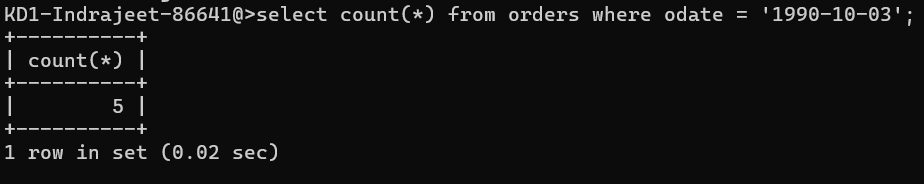 KD1-Indrajeet-86641@>select count(*) from orders where odate = '1990-10-03';
+----------+
| count(*) |
+----------+
|        5 |
+----------+
1 row in set (0.02 sec)